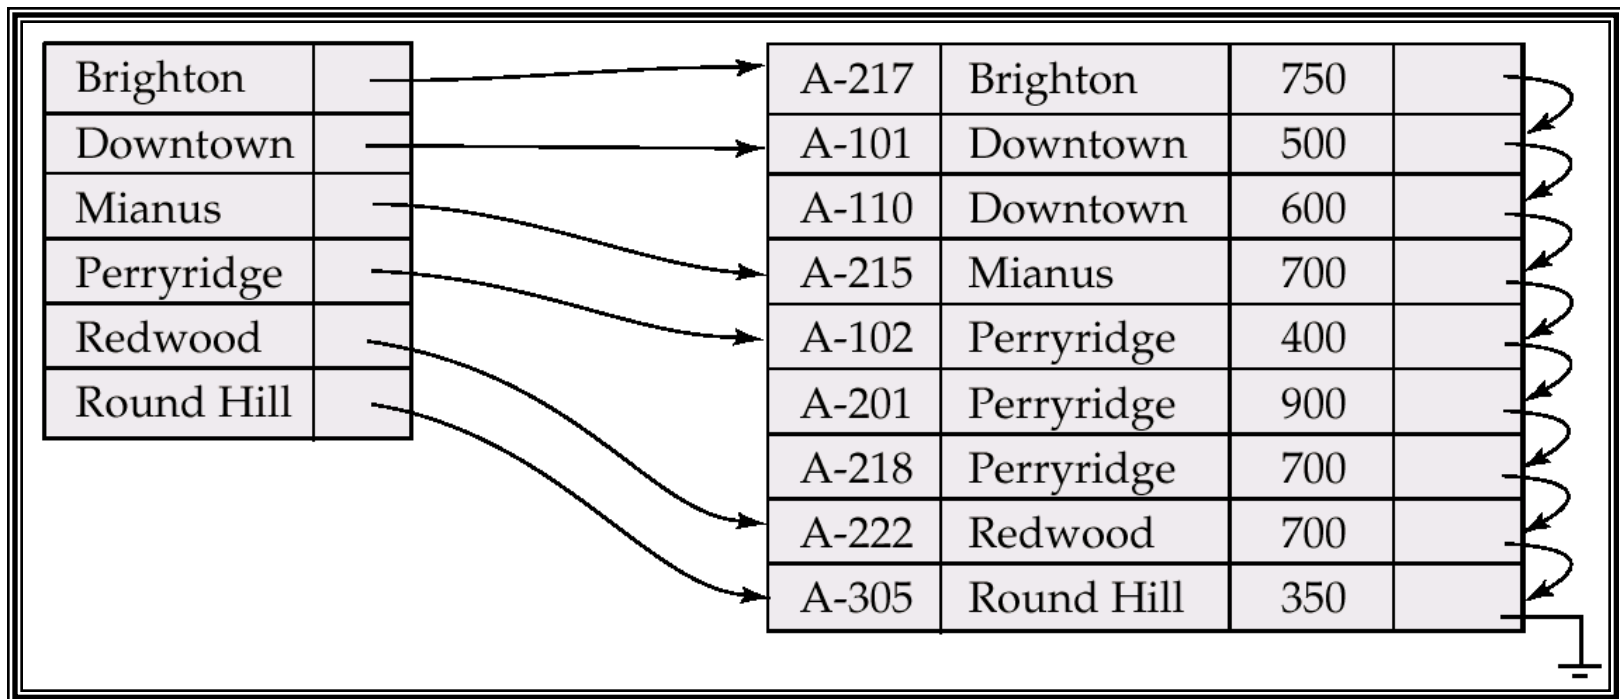 Brighton
Downtown
Mianus
Perryridge
Redwood
Round Hill
A-217 Brighton 750
A-101 Downtown 500
A-110 Downtown 600
A-215 Mianus 700
A-102 Perryridge 400
A-201 Perryridge 900
A-218 Perryridge 700
A-222 Redwood 700
A-305 Round Hill 350